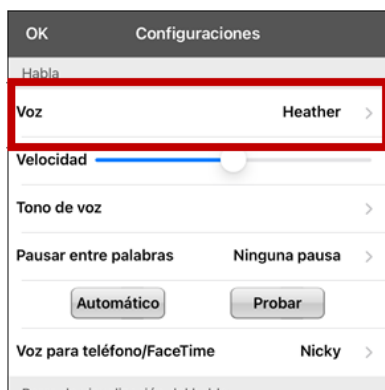 OK Configuraciones
Habla
Voz Heather >
Velocidad
Tono de voz >
Pausar entre palabras Ninguna pausa >
Automático Probar
Voz para teléfono/FaceTime Nicky >